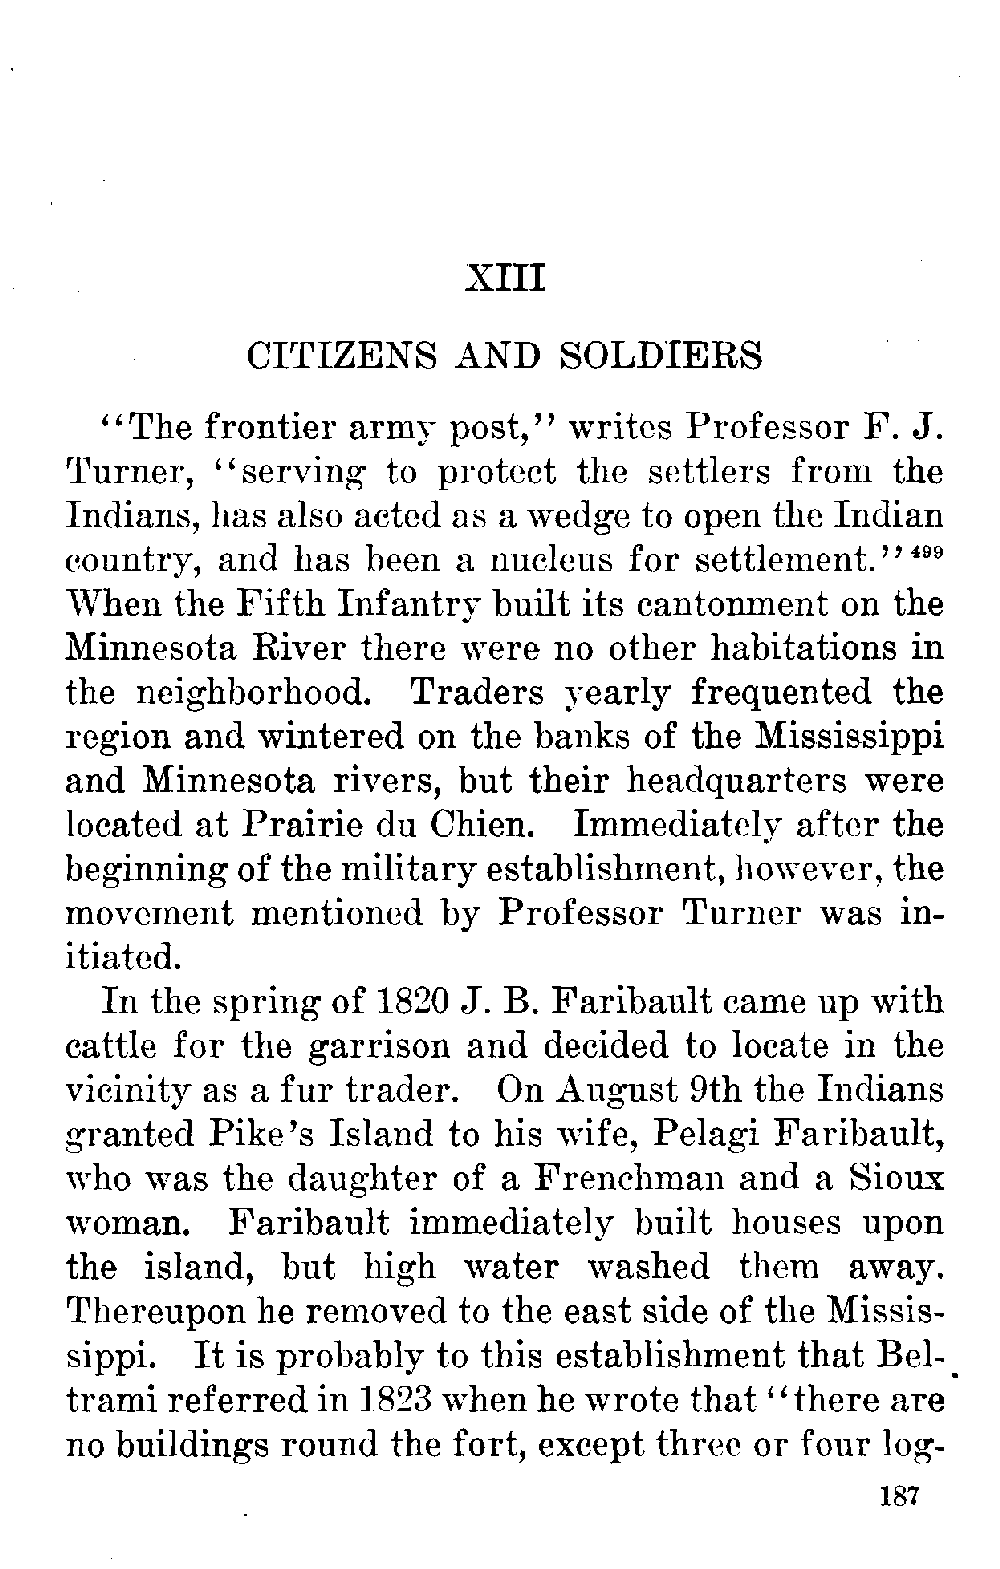 XIII
CITIZENS AND SOLDIERS
“The frontier army post,” writes Professor F. J.
Turner, “serving to protect the settlers from the
Indians, has also acted as a wedge to open the Indian
country, and has been a nucleus for settlement.”499
When the Fifth Infantry built its cantonment on the
Minnesota River there were no other habitations in
the neighborhood. Traders yearly frequented the
region and wintered on the banks of the Mississippi
and Minnesota rivers, but their headquarters were
located at Prairie du Chien. Immediately after the
beginning of the military establishment, however, the
movement mentioned by Professor Turner was in-
itiated.
In the spring of 1820 J. B. Faribault came up with
cattle for the garrison and decided to locate in the
vicinity as a fur trader. On August 9th the Indians
granted Pike’s Island to his wife, Pelagi Faribault,
who was the daughter of a Frenchman and a Sioux
woman. Faribault immediately built houses upon
the island, but high water washed them away.
Thereupon he removed to the east side of the Missis-
sippi. It is probably to this establishment that Bel-
trami referred in 1823 when he wrote that “there are
no buildings round the fort, except three or four log-
187